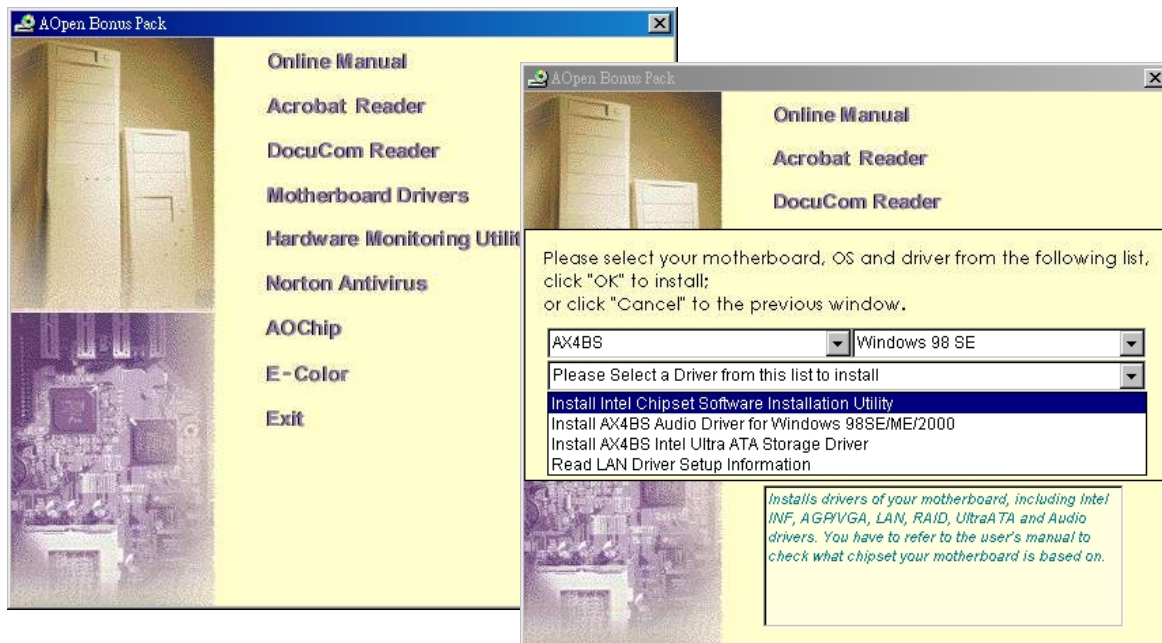 AOpen Bonus Pack
Online Manual
Acrobat Reader
DocuCom Reader
Motherboard Drivers
Hardware Monitoring
Norton Antivirus
AOChip
E-Color
Exit
AOpen Bonus Pack
Online Manual
Acrobat Reader
DocuCom Reader
Please select your motherboard, OS and driver from the following list,
click "OK" to install;
or click "Cancel" to the previous window.
AX4BS
Windows 98 SE
Please Select a Driver from this list to install
Install Intel Chipset Software Installation Utility
Install AX4BS Audio Driver for Windows 98SE/ME/2000
Install AX4BS Intel Ultra ATA Storage Driver
Read LAN Driver Setup Information
Installs drivers of your motherboard, including Intel
INF, AGP/VGA, LAN, RAID, UltraATA and Audio
drivers. You have to refer to the user's manual to
check what chipset your motherboard is based on.